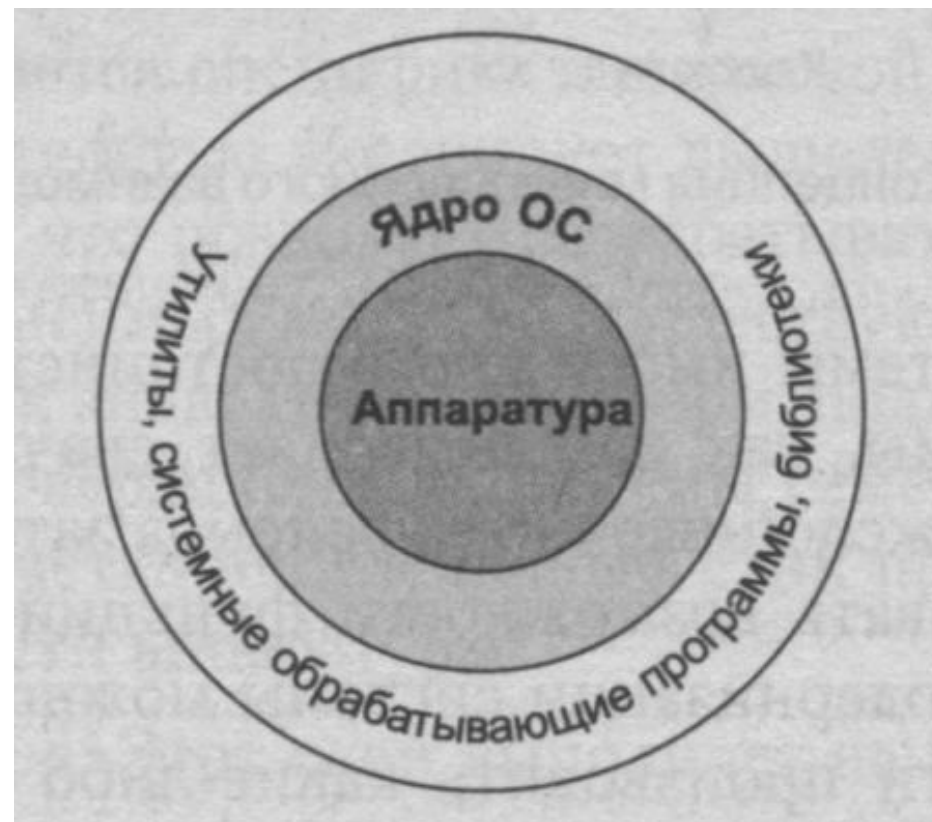 Ядро ОС
Аппаратура
Утилиты, системные обрабатывающие программы, библиотеки